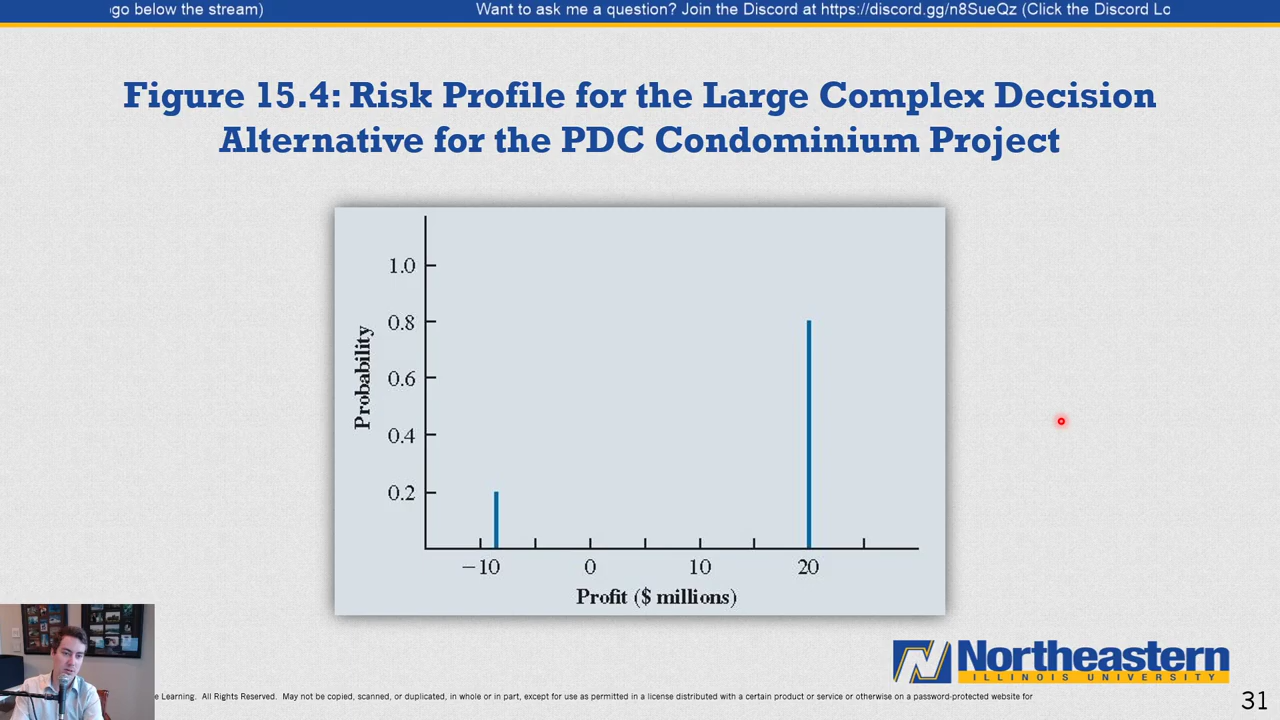 go below the stream)
Want to ask me a question? Join the Discord at https://discord.gg/n8SueQz (Click the Discord Lo
Figure 15.4: Risk Profile for the Large Complex Decision
Alternative for the PDC Condominium Project
1.0
0.8
0.6
0.4
0.2
Probability
−10 0 10 20
Profit ($ millions)
Northeastern
ILLINOIS UNIVERSITY
e Learning. All Rights Reserved. May not be copied, scanned, or duplicated, in whole or in part, except for use as permitted in a license distributed with a certain product or service or otherwise on a password-protected website for
31